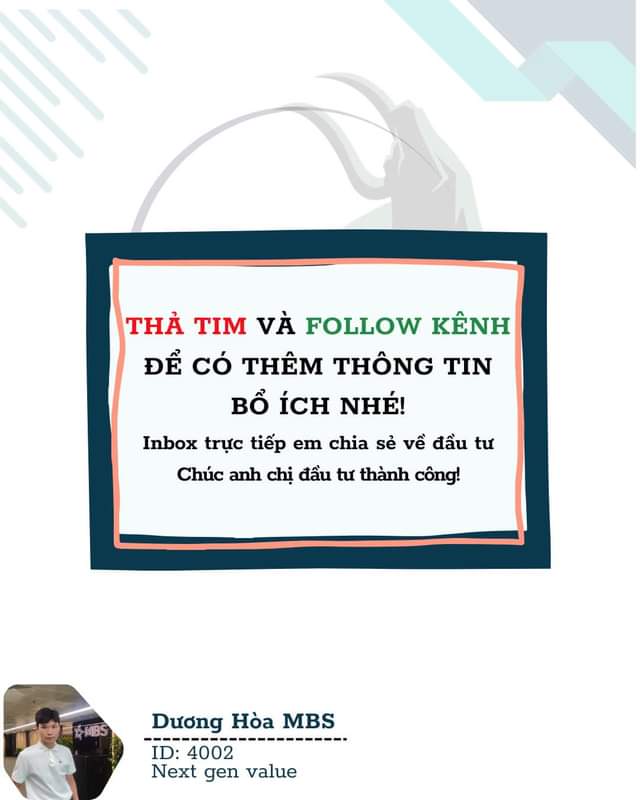 THẢ TIM VÀ FOLLOW KÊNH
ĐỂ CÓ THÊM THÔNG TIN
BỔ ÍCH NHÉ!
Inbox trực tiếp em chia sẻ về đầu tư
Chúc anh chị đầu tư thành công!
MBS
Dương Hòa MBS
ID: 4002
Next gen value